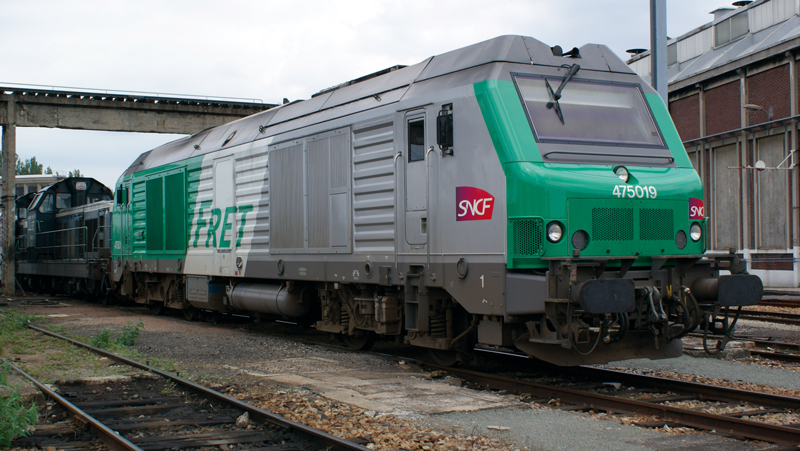 FRET
SNCF
475019
SNCF
1